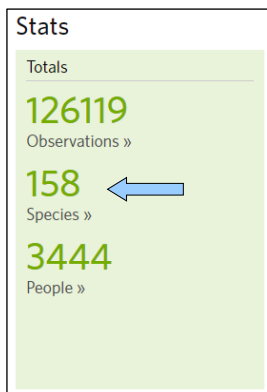 Stats
Totals
126119
Observations »
158
Species »
3444
People »